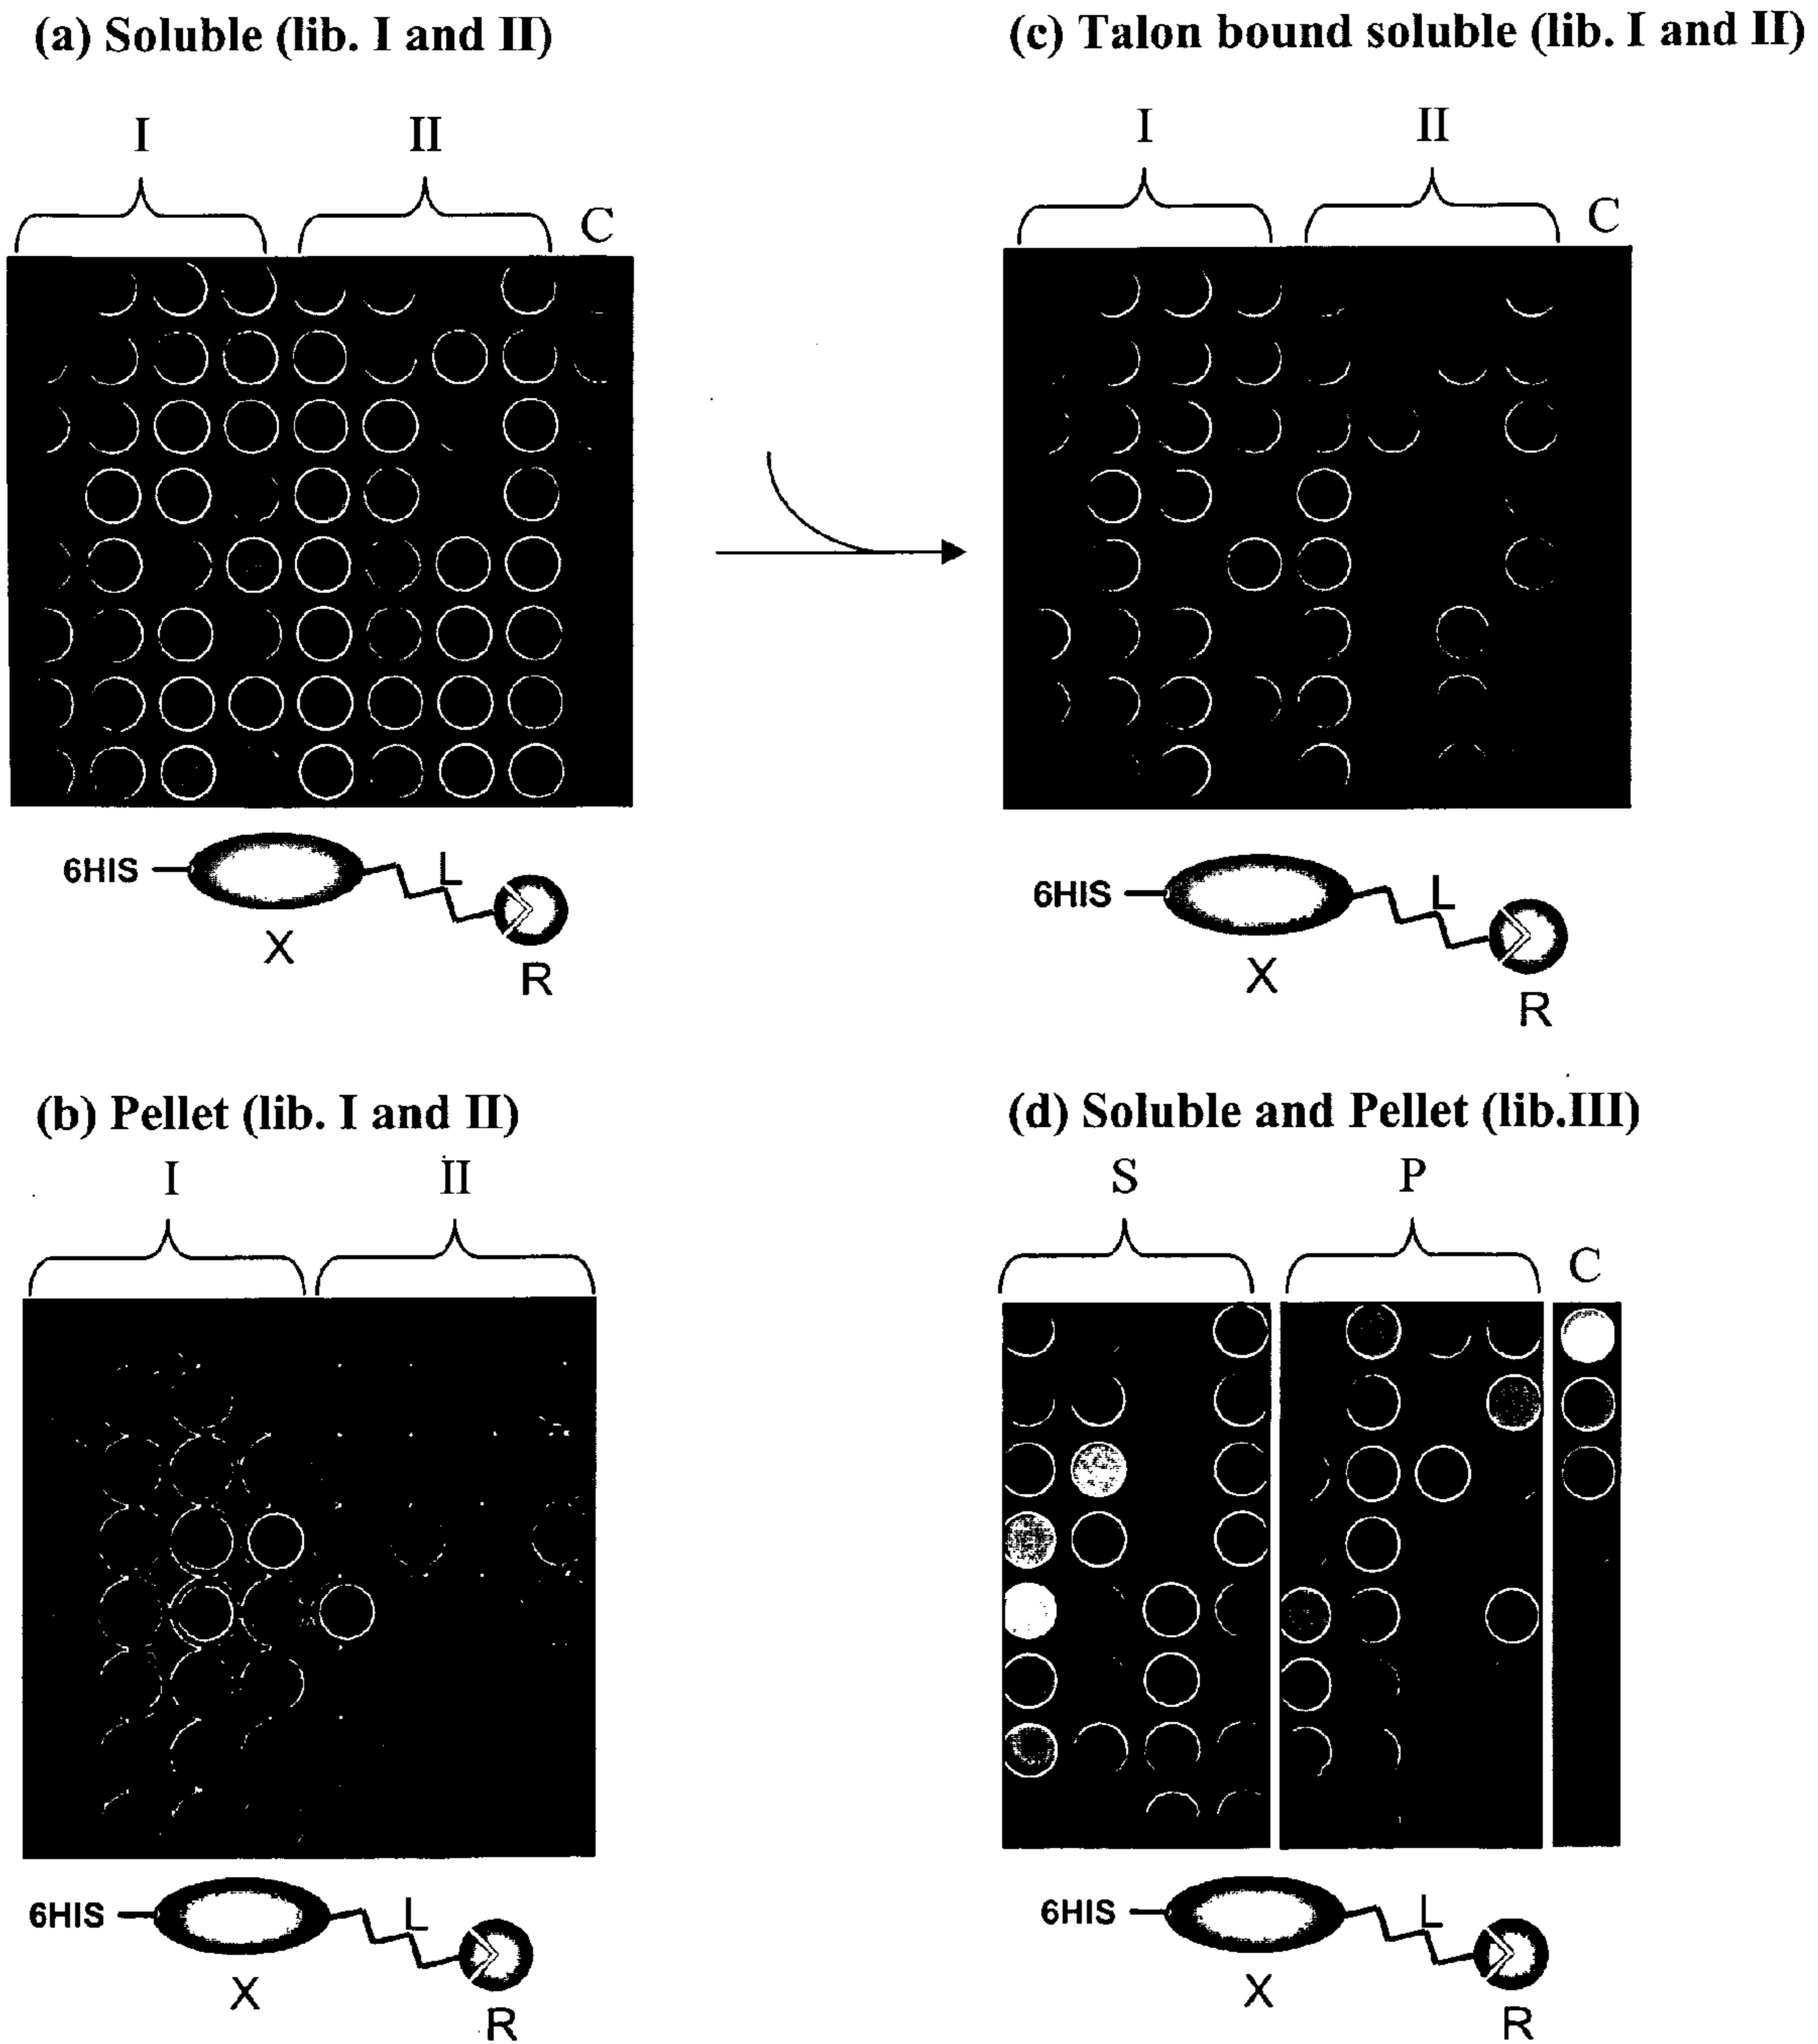 (a) Soluble (lib. I and II)
I
II
C
6HIS
L
X
R
(c) Talon bound soluble (lib. I and II)
I
II
C
6HIS
L
X
R
(b) Pellet (lib. I and II)
I
II
6HIS
L
X
R
(d) Soluble and Pellet (lib.III)
S
P
C
6HIS
L
X
R